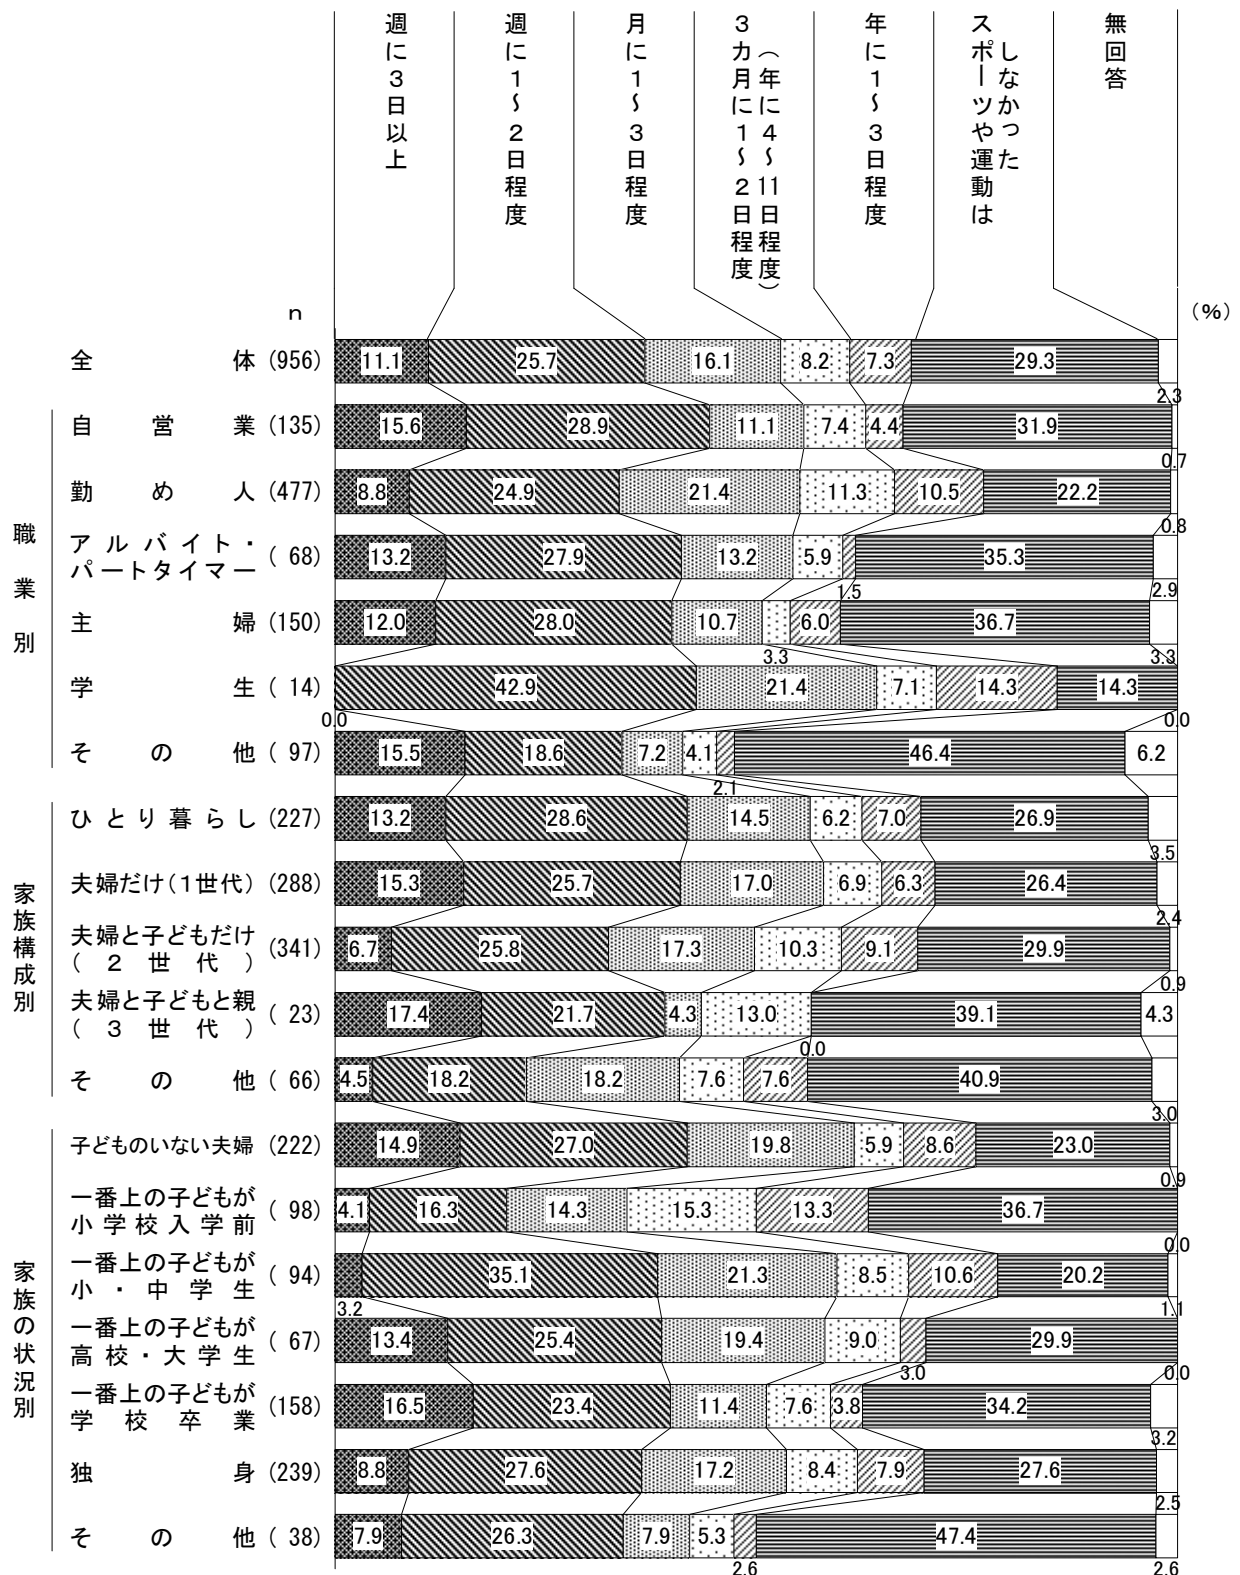 週に３日以上
週に１～２日程度
月に１～３日程度
３カ月に１～２日程度
（年に４～11日程度）
年に１～３日程度
スポーツや運動は
しなかった
無回答
n
(%)
全体 (956) 11.1 25.7 16.1 8.2 7.3 29.3 2.3
職業別
自営業 (135) 15.6 28.9 11.1 7.4 4.4 31.9 0.7
勤め人 (477) 8.8 24.9 21.4 11.3 10.5 22.2 0.8
アルバイト・
パートタイマー ( 68) 13.2 27.9 13.2 5.9 1.5 35.3 2.9
主婦 (150) 12.0 28.0 10.7 3.3 6.0 36.7 3.3
学生 ( 14) 0.0 42.9 21.4 7.1 14.3 14.3 0.0
その他 ( 97) 15.5 18.6 7.2 4.1 2.1 46.4 6.2
家族構成別
ひとり暮らし (227) 13.2 28.6 14.5 6.2 7.0 26.9 3.5
夫婦だけ(１世代) (288) 15.3 25.7 17.0 6.9 6.3 26.4 2.4
夫婦と子どもだけ
(２世代) (341) 6.7 25.8 17.3 10.3 9.1 29.9 0.9
夫婦と子どもと親
(３世代) ( 23) 17.4 21.7 4.3 13.0 0.0 39.1 4.3
その他 ( 66) 4.5 18.2 18.2 7.6 7.6 40.9 3.0
家族の状況別
子どものいない夫婦 (222) 14.9 27.0 19.8 5.9 8.6 23.0 0.9
一番上の子どもが
小学校入学前 ( 98) 4.1 16.3 14.3 15.3 13.3 36.7 0.0
一番上の子どもが
小・中学生 ( 94) 3.2 35.1 21.3 8.5 10.6 20.2 1.1
一番上の子どもが
高校・大学生 ( 67) 13.4 25.4 19.4 9.0 3.0 29.9 0.0
一番上の子どもが
学校卒業 (158) 16.5 23.4 11.4 7.6 3.8 34.2 3.2
独身 (239) 8.8 27.6 17.2 8.4 7.9 27.6 2.5
その他 ( 38) 7.9 26.3 7.9 5.3 2.6 47.4 2.6